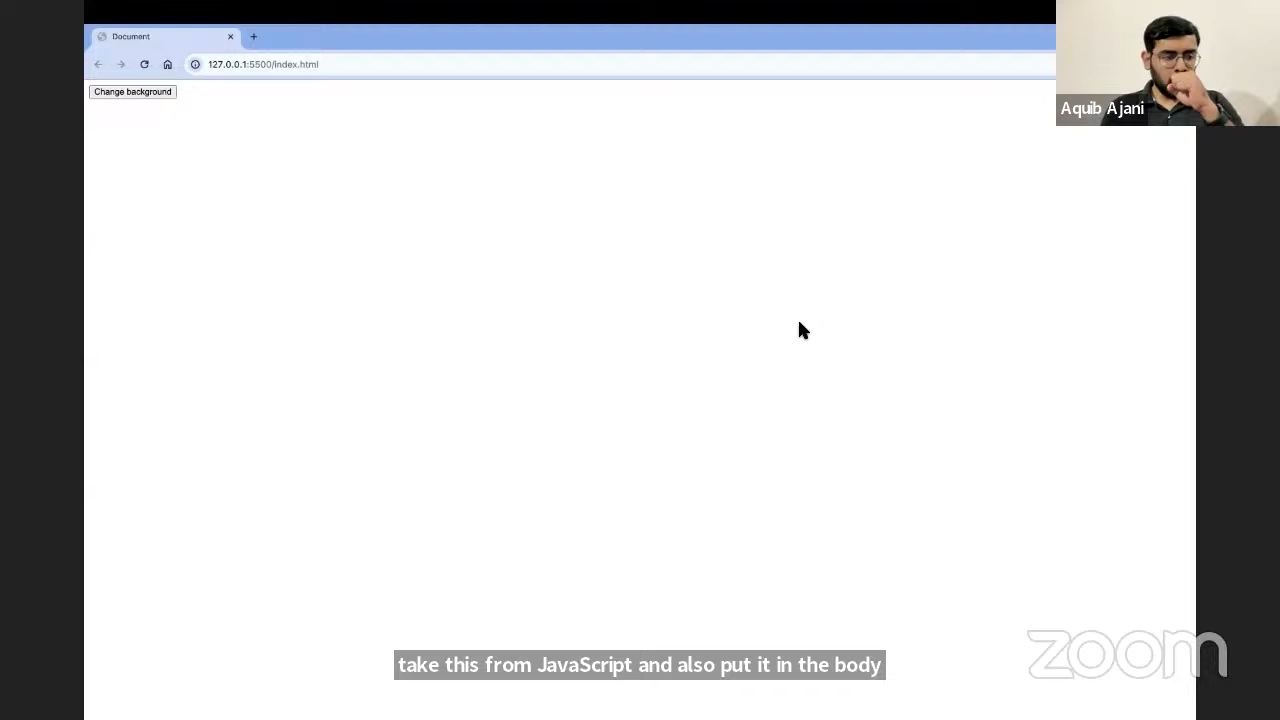 Document
127.0.0.1:5500/index.html
Change background
Aquib Ajani
take this from JavaScript and also put it in the body
zoom